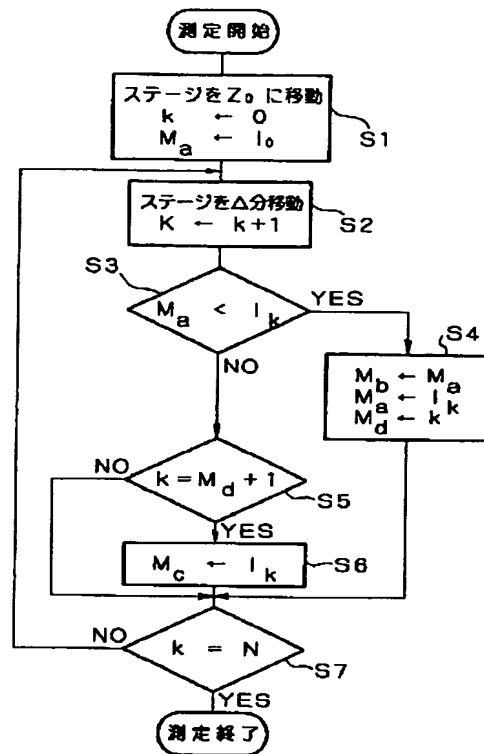 測定開始
ステージをZ₀に移動
k ← 0
Mₐ ← I₀
S1
ステージを△分移動
K ← k+1
S2
S3
Mₐ < Iₖ
YES
NO
S4
M_b ← Mₐ
Mₐ ← Iₖ
M_d ← k
k = M_d + 1
NO
S5
YES
M_c ← Iₖ
S6
NO
k = N
S7
YES
測定終了